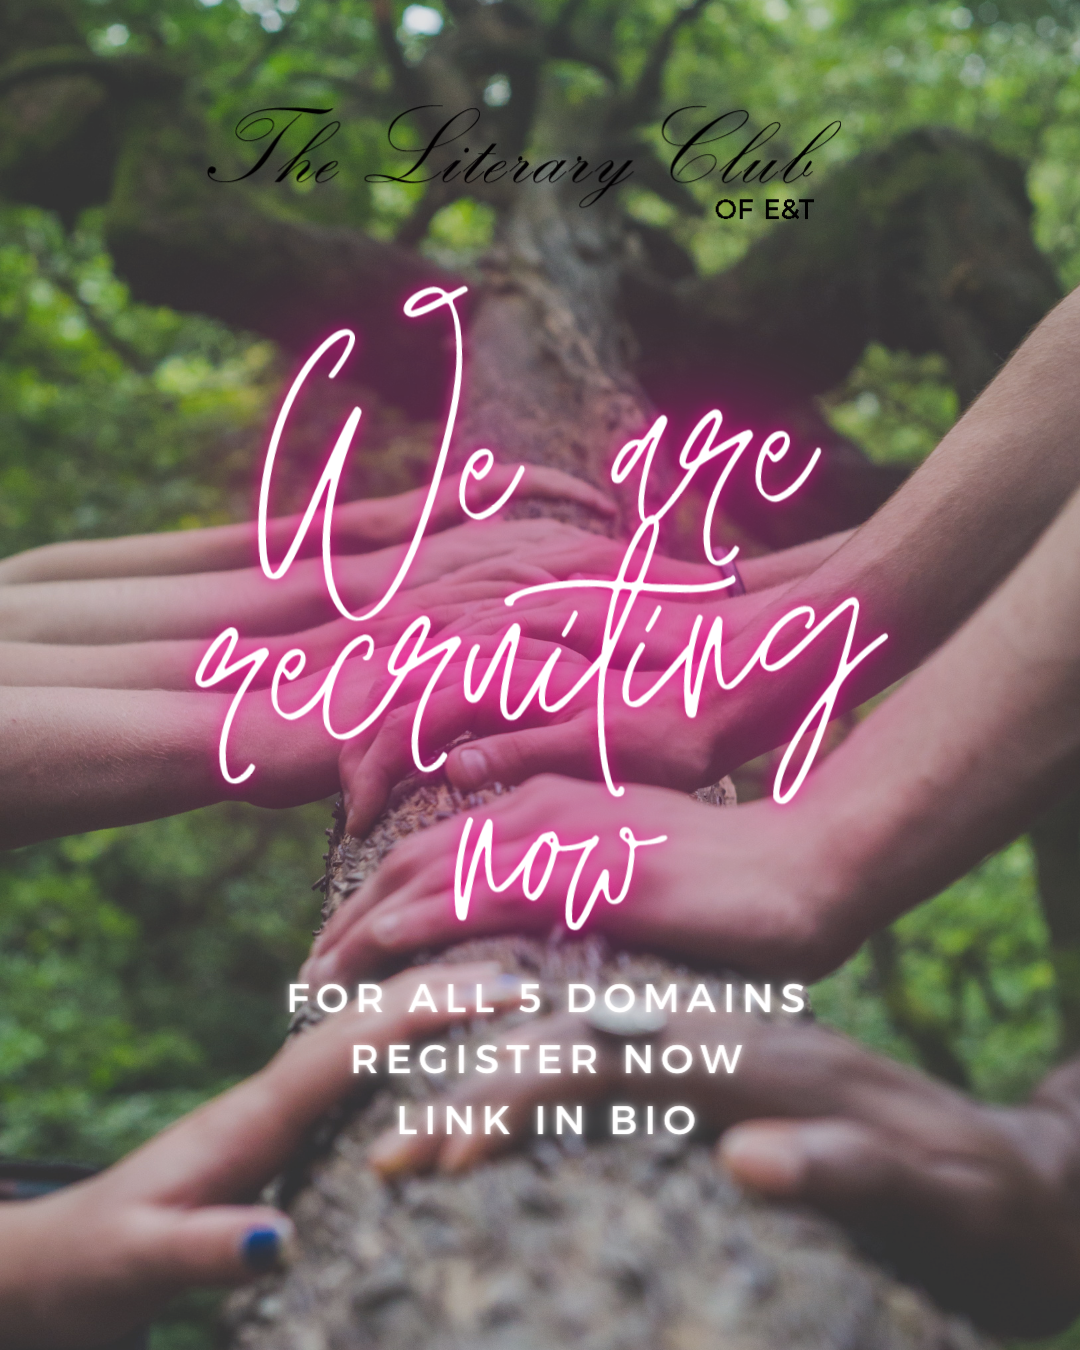 The Literary Club
OF E&T
We are
recruiting
now
FOR ALL 5 DOMAINS
REGISTER NOW
LINK IN BIO